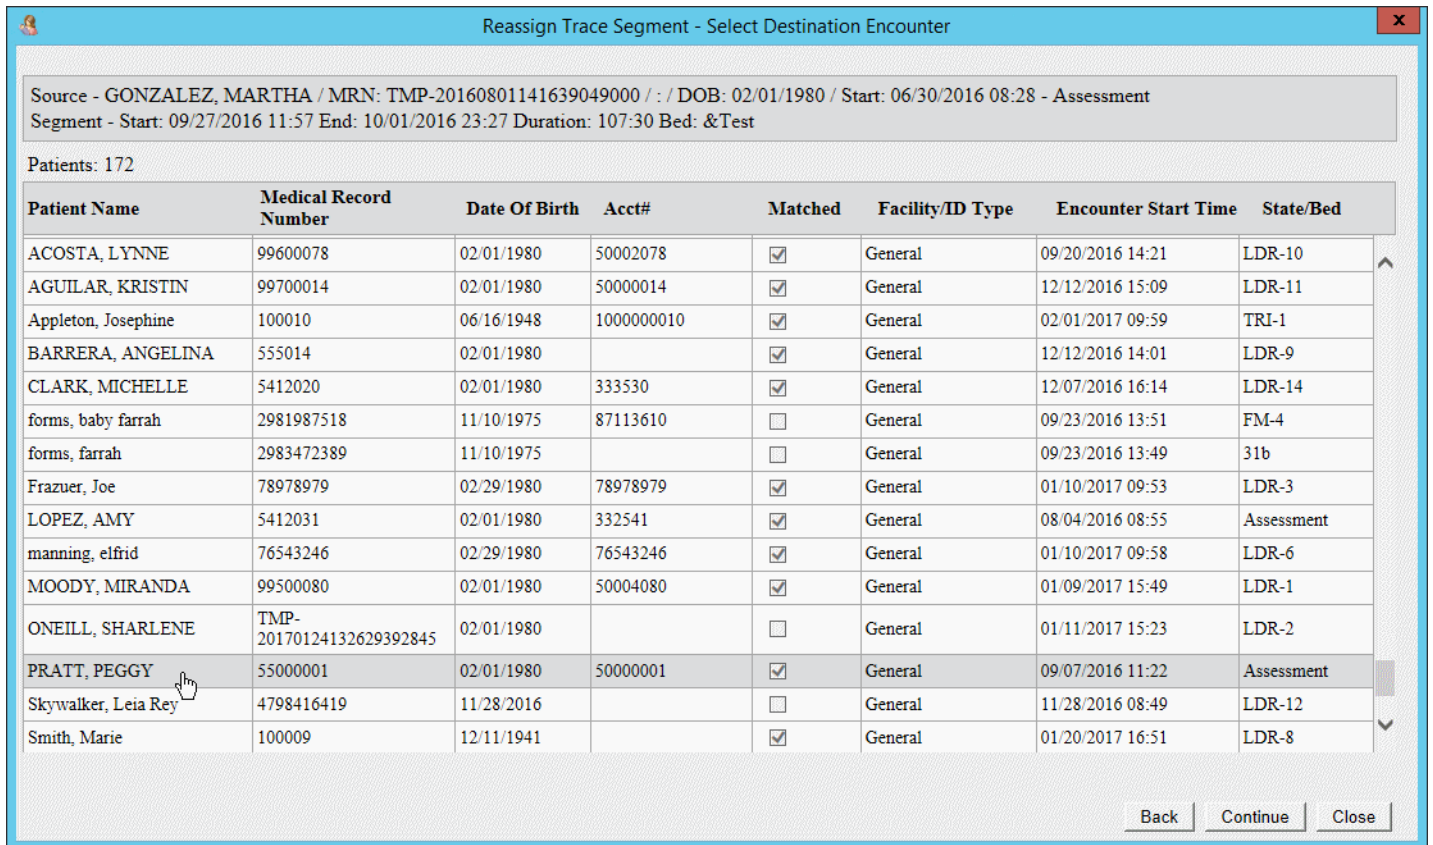 Reassign Trace Segment - Select Destination Encounter
x
Source - GONZALEZ, MARTHA / MRN: TMP-20160801141639049000 / : / DOB: 02/01/1980 / Start: 06/30/2016 08:28 - Assessment
Segment - Start: 09/27/2016 11:57 End: 10/01/2016 23:27 Duration: 107:30 Bed: &Test
Patients: 172
Patient Name Medical Record Number Date Of Birth Acct# Matched Facility/ID Type Encounter Start Time State/Bed
ACOSTA, LYNNE 99600078 02/01/1980 50002078 General 09/20/2016 14:21 LDR-10
AGUILAR, KRISTIN 99700014 02/01/1980 50000014 General 12/12/2016 15:09 LDR-11
Appleton, Josephine 100010 06/16/1948 1000000010 General 02/01/2017 09:59 TRI-1
BARRERA, ANGELINA 555014 02/01/1980 General 12/12/2016 14:01 LDR-9
CLARK, MICHELLE 5412020 02/01/1980 333530 General 12/07/2016 16:14 LDR-14
forms, baby farrah 2981987518 11/10/1975 87113610 General 09/23/2016 13:51 FM-4
forms, farrah 2983472389 11/10/1975 General 09/23/2016 13:49 31b
Frazuer, Joe 78978979 02/29/1980 78978979 General 01/10/2017 09:53 LDR-3
LOPEZ, AMY 5412031 02/01/1980 332541 General 08/04/2016 08:55 Assessment
manning, elfrid 76543246 02/29/1980 76543246 General 01/10/2017 09:58 LDR-6
MOODY, MIRANDA 99500080 02/01/1980 50004080 General 01/09/2017 15:49 LDR-1
ONEILL, SHARLENE TMP-20170124132629392845 02/01/1980 General 01/11/2017 15:23 LDR-2
PRATT, PEGGY 55000001 02/01/1980 50000001 General 09/07/2016 11:22 Assessment
Skywalker, Leia Rey 4798416419 11/28/2016 General 11/28/2016 08:49 LDR-12
Smith, Marie 100009 12/11/1941 General 01/20/2017 16:51 LDR-8
Back Continue Close